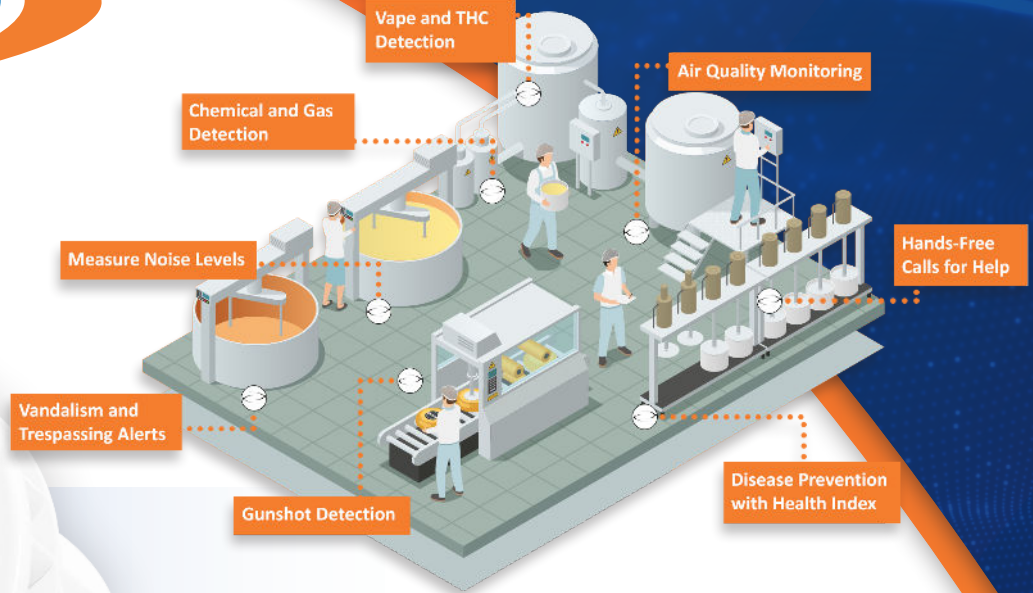 Vape and THC
Detection
Air Quality Monitoring
Chemical and Gas
Detection
Measure Noise Levels
Hands-Free
Calls for Help
Vandalism and
Trespassing Alerts
Disease Prevention
with Health Index
Gunshot Detection